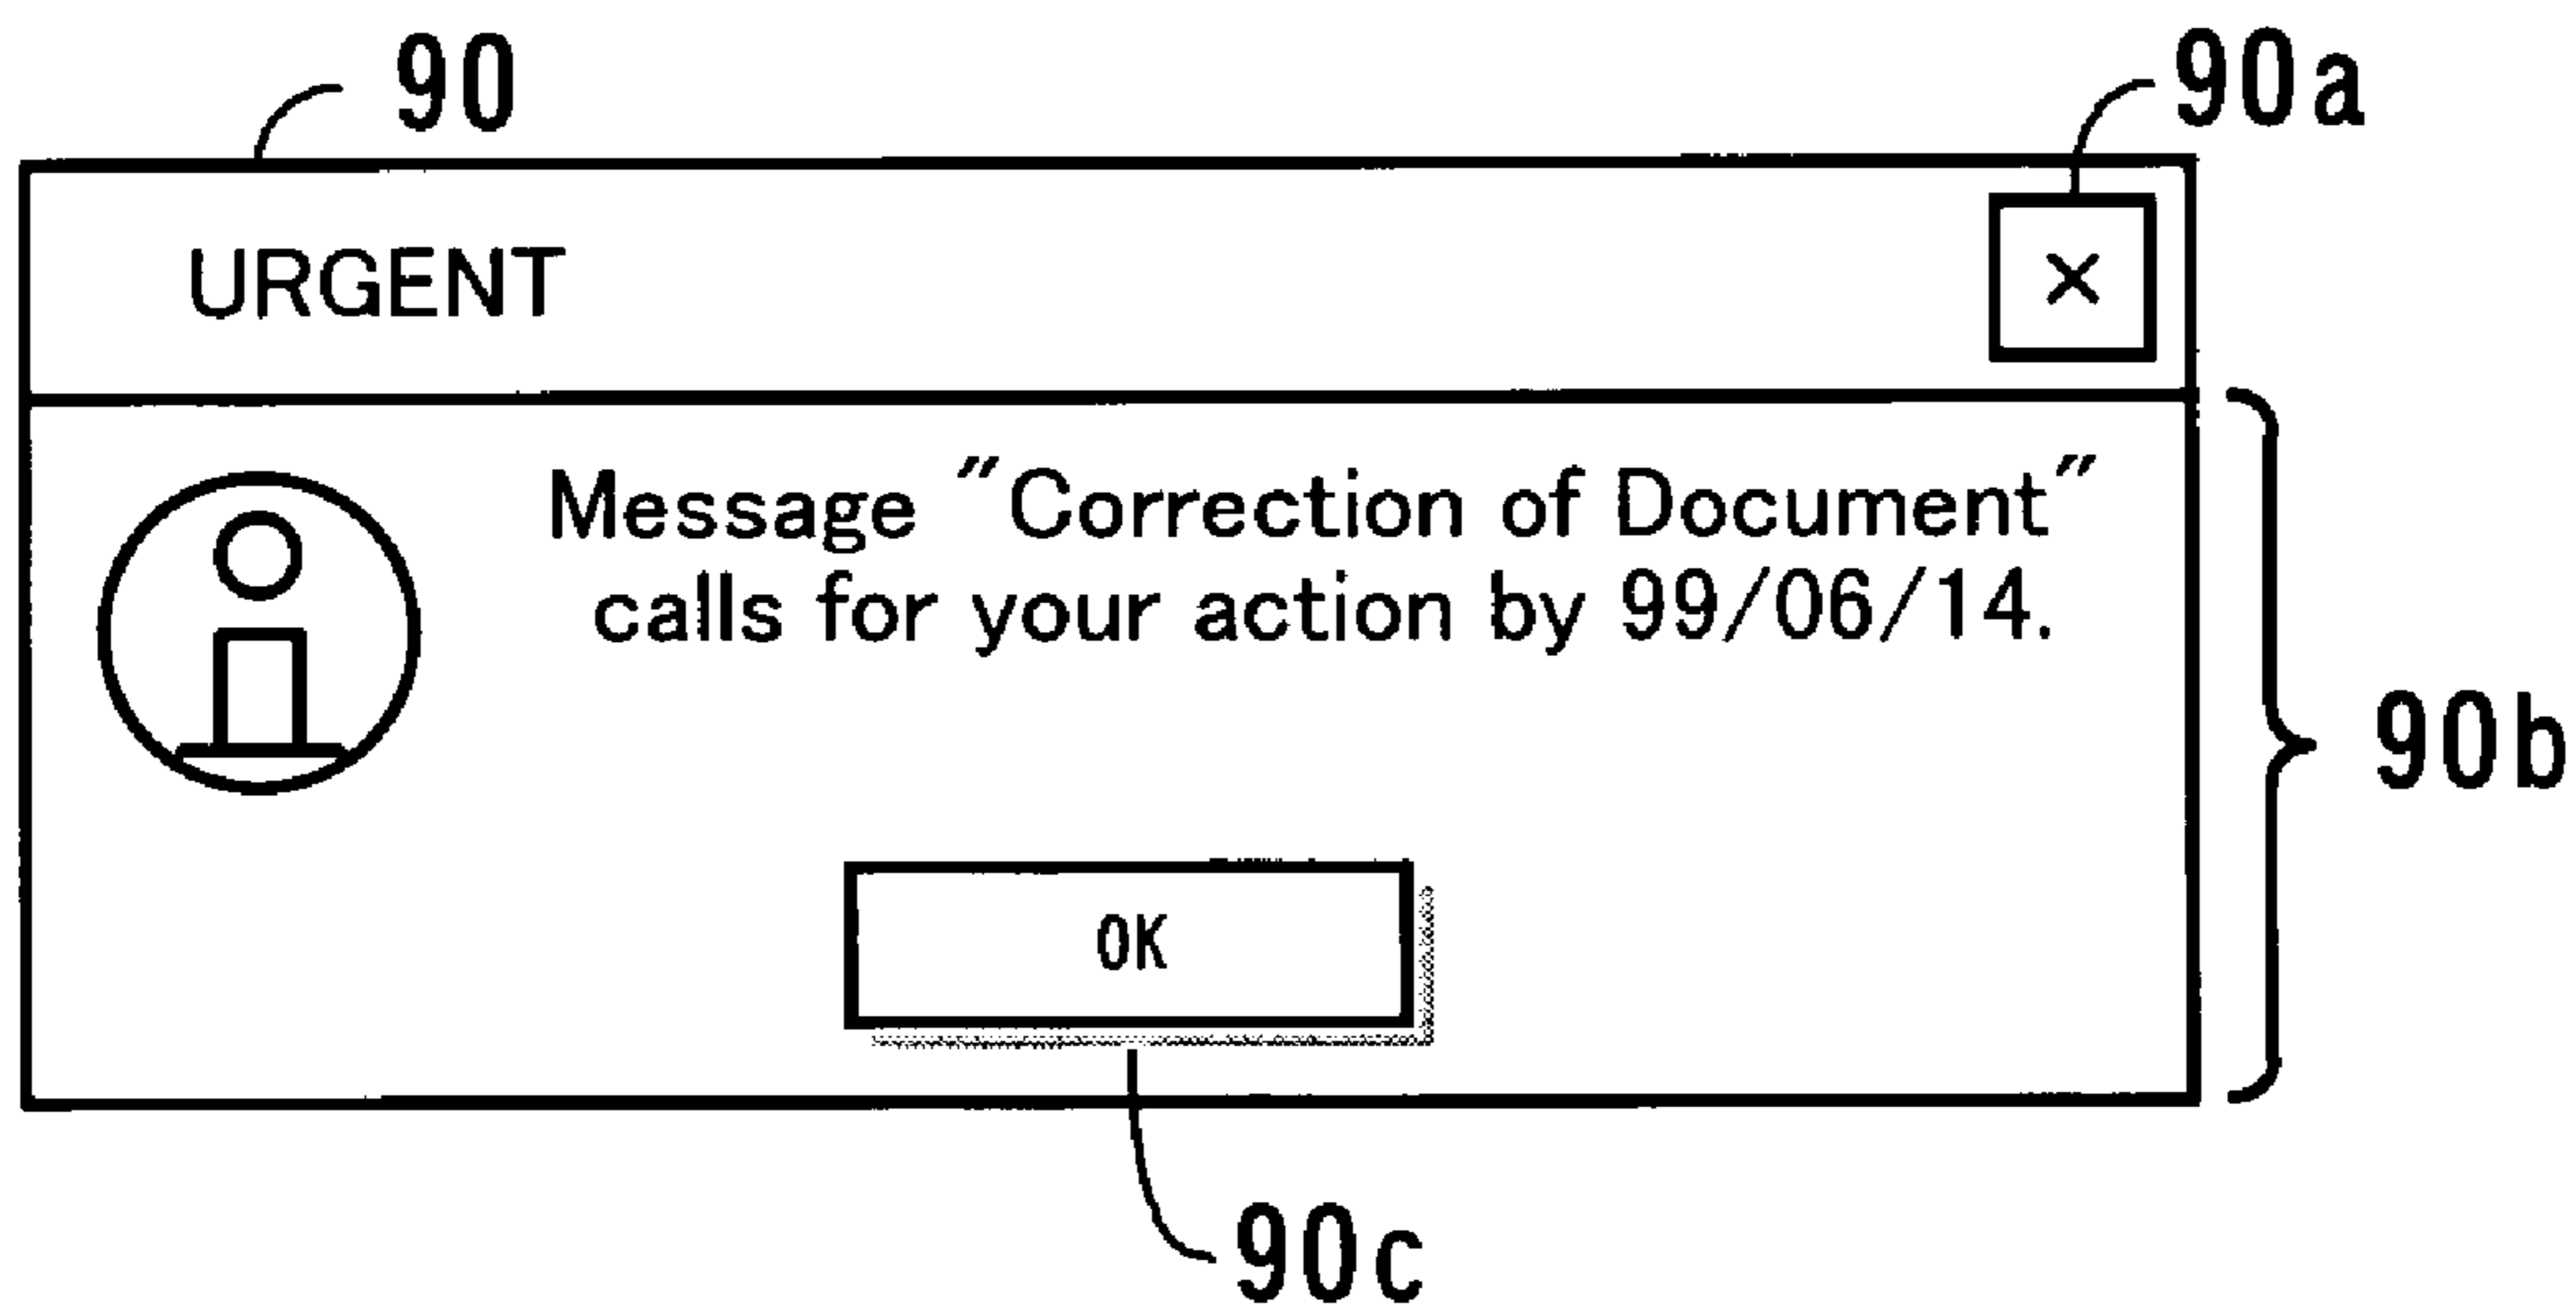 90
90a
URGENT
×
Message "Correction of Document"
calls for your action by 99/06/14.
90b
OK
90c